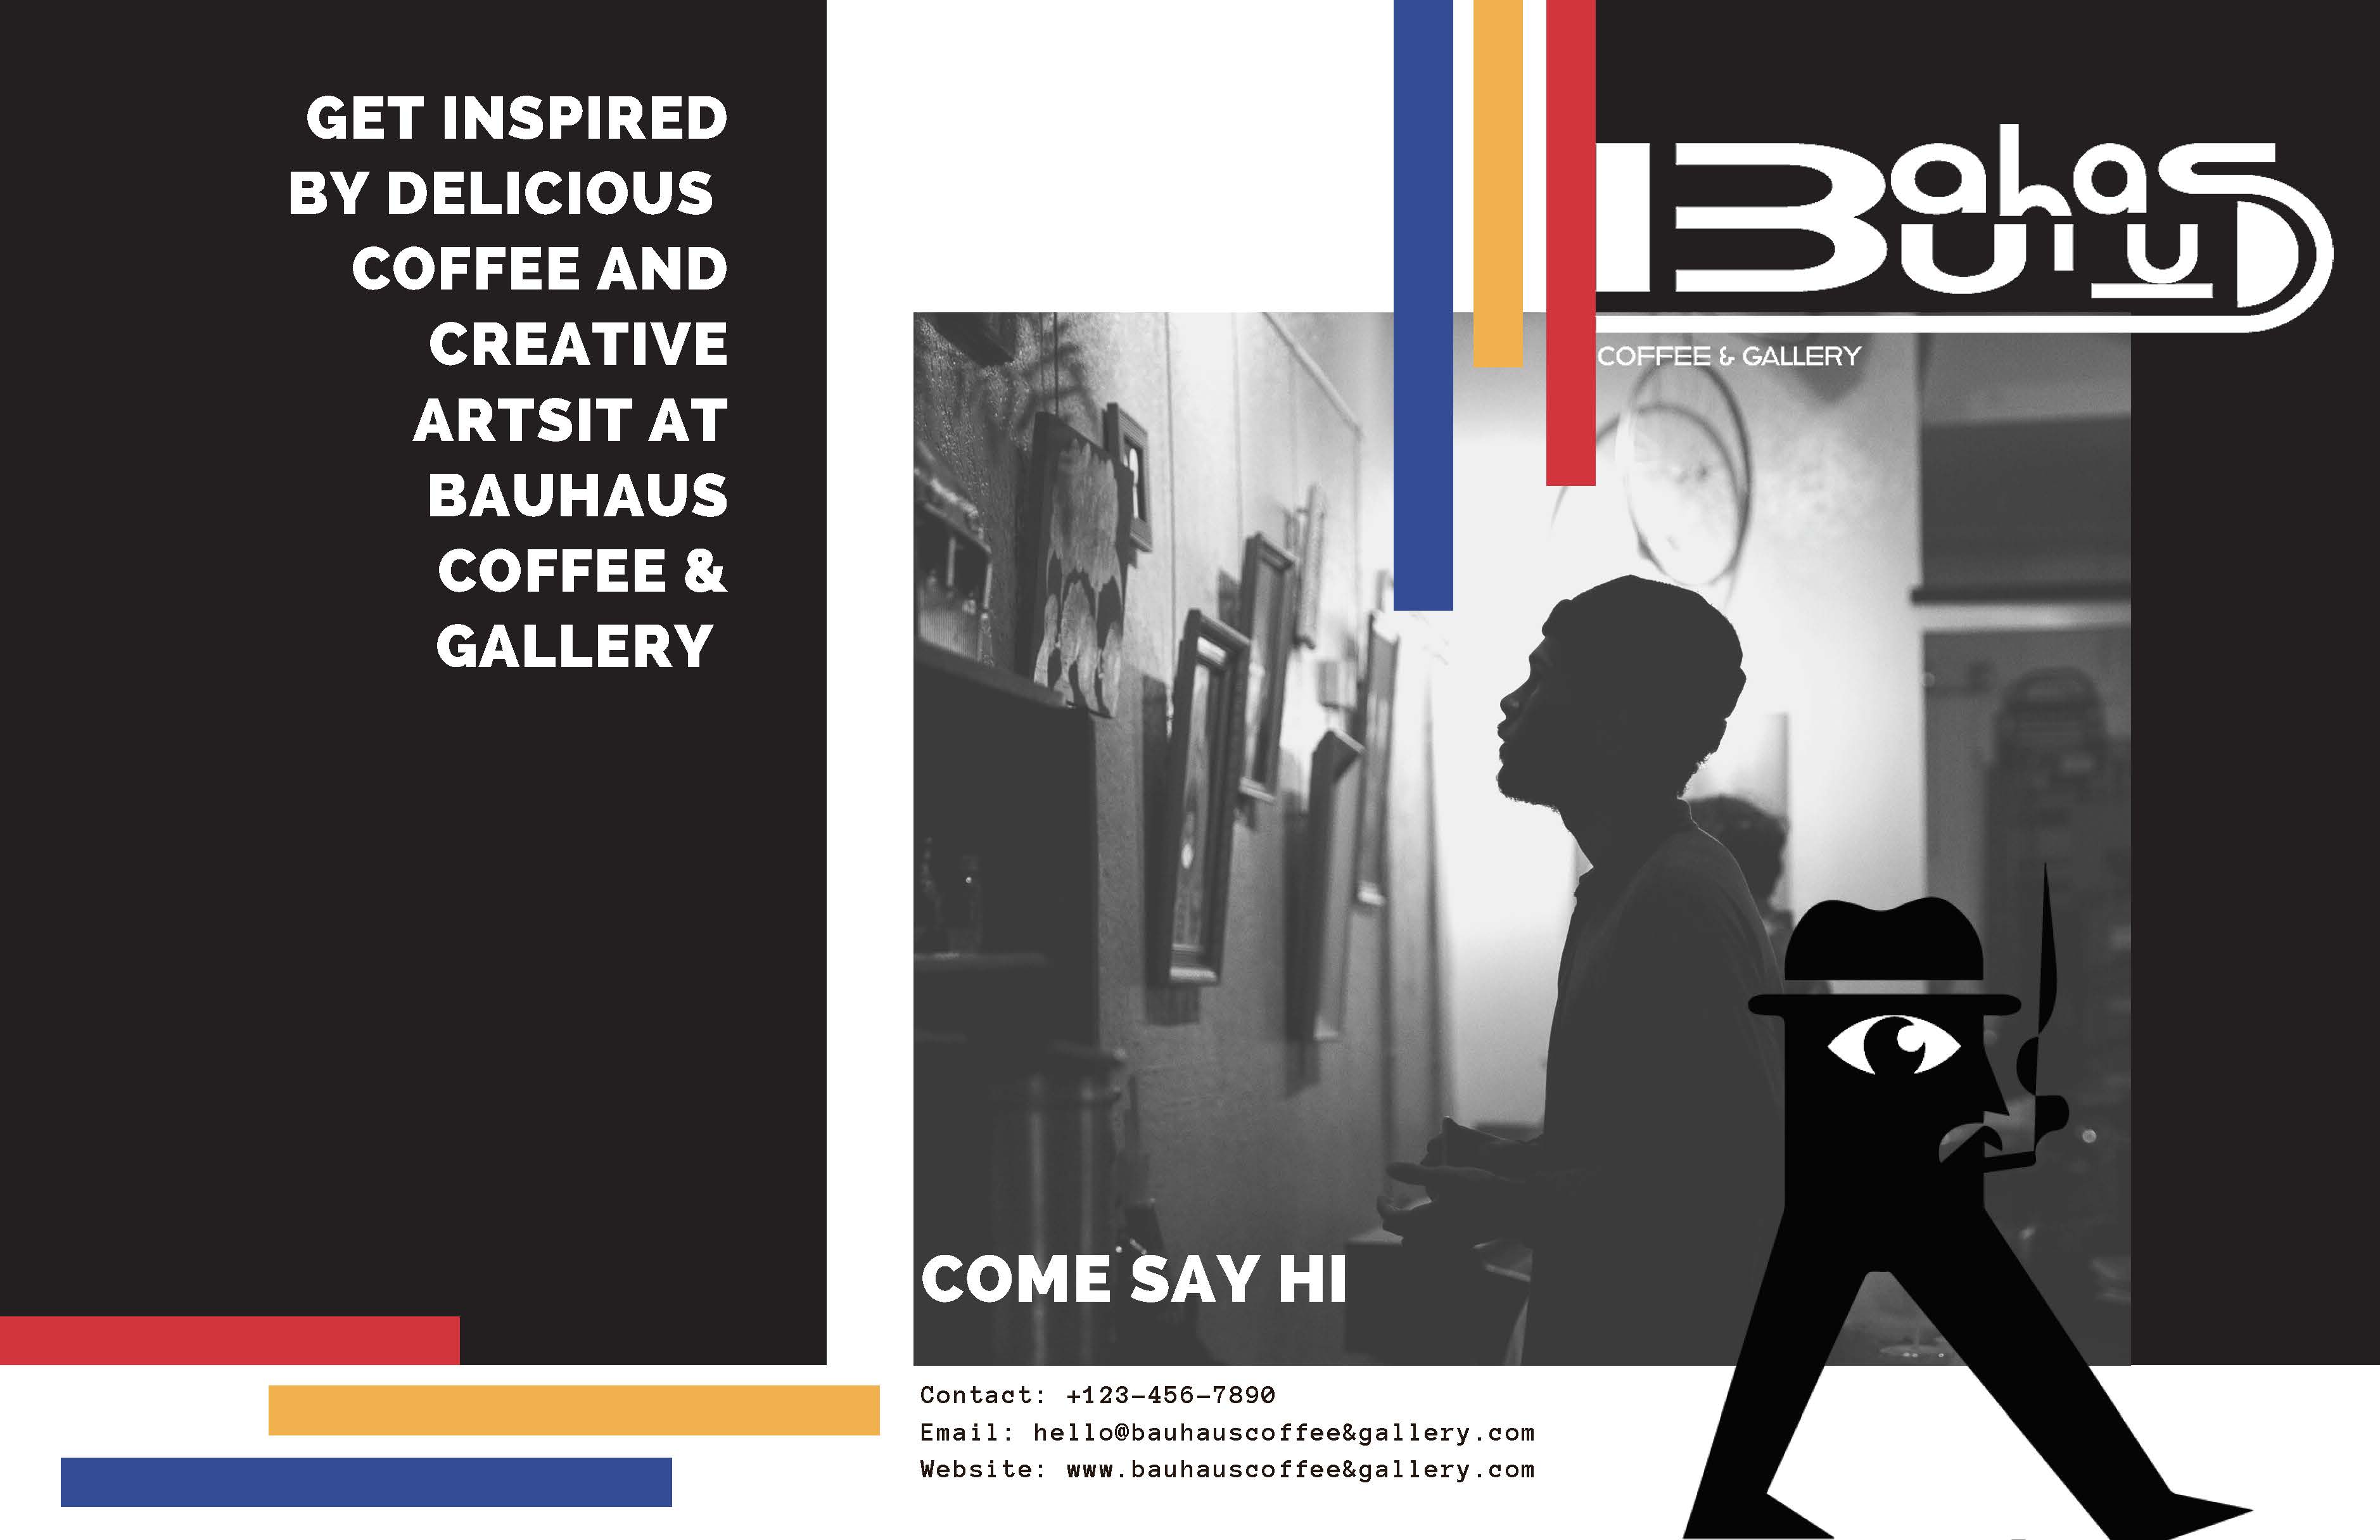 GET INSPIRED
BY DELICIOUS
COFFEE AND
CREATIVE
ARTSIT AT
BAUHAUS
COFFEE &
GALLERY
Bauhaus
COFFEE & GALLERY
COME SAY HI
Contact: +123-456-7890
Email: hello@bauhauscoffee&gallery.com
Website: www.bauhauscoffee&gallery.com